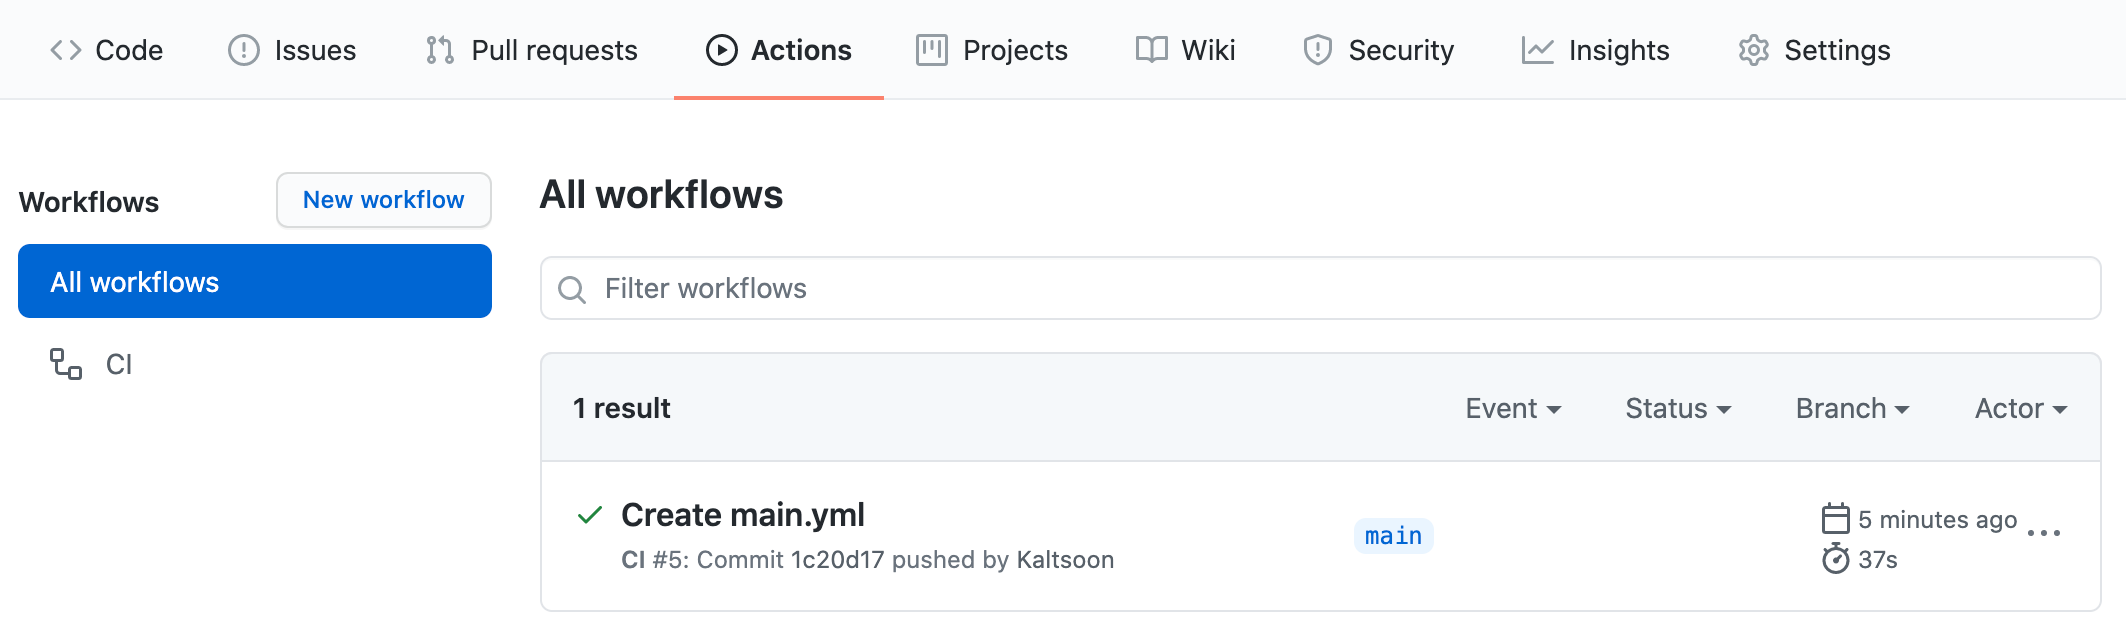 Code Issues Pull requests Actions Projects Wiki Security Insights Settings
Workflows New workflow
All workflows
CI
All workflows
Filter workflows
1 result Event Status Branch Actor
Create main.yml
CI #5: Commit 1c20d17 pushed by Kaltsoon
main
5 minutes ago
37s